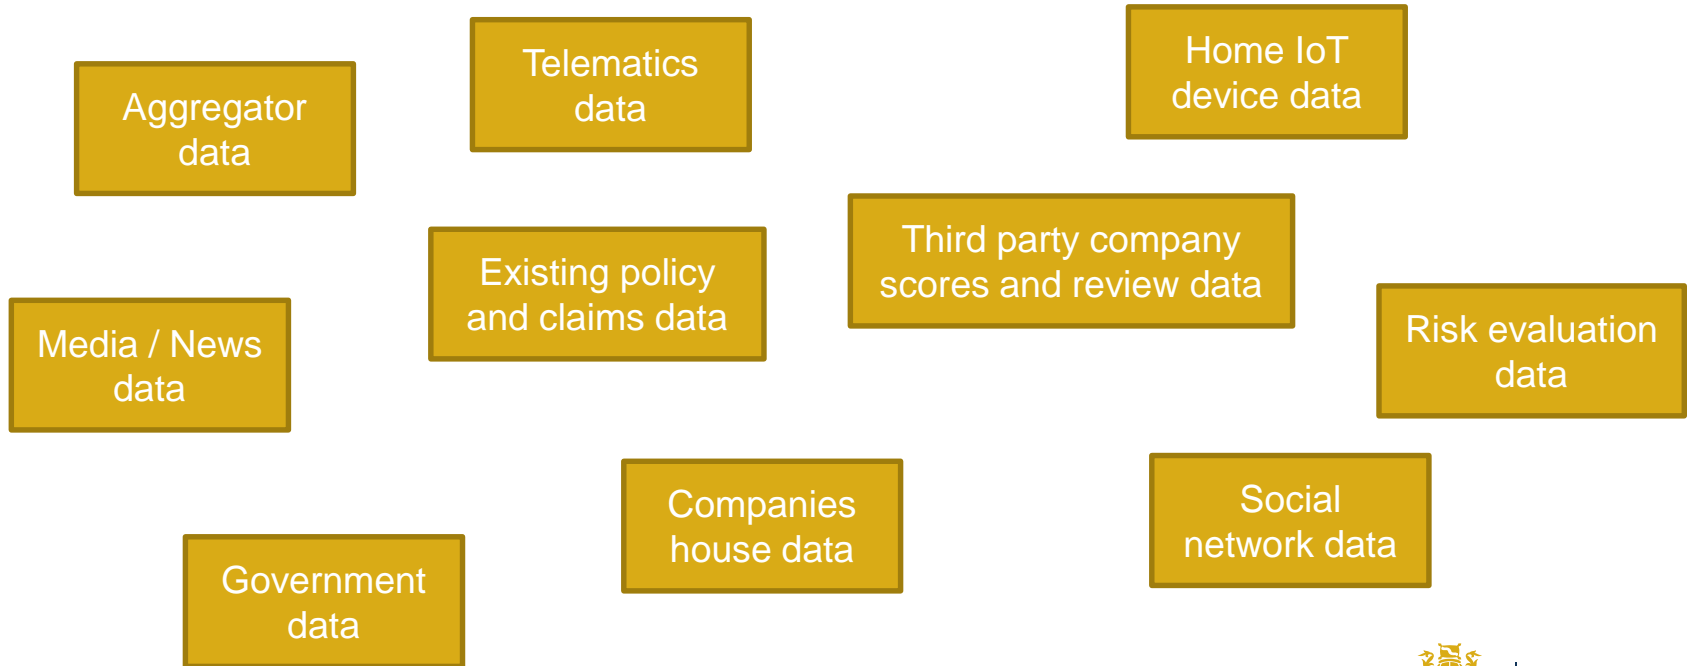 Aggregator
data
Telematics
data
Home IoT
device data
Existing policy
and claims data
Third party company
scores and review data
Media / News
data
Risk evaluation
data
Companies
house data
Social
network data
Government
data